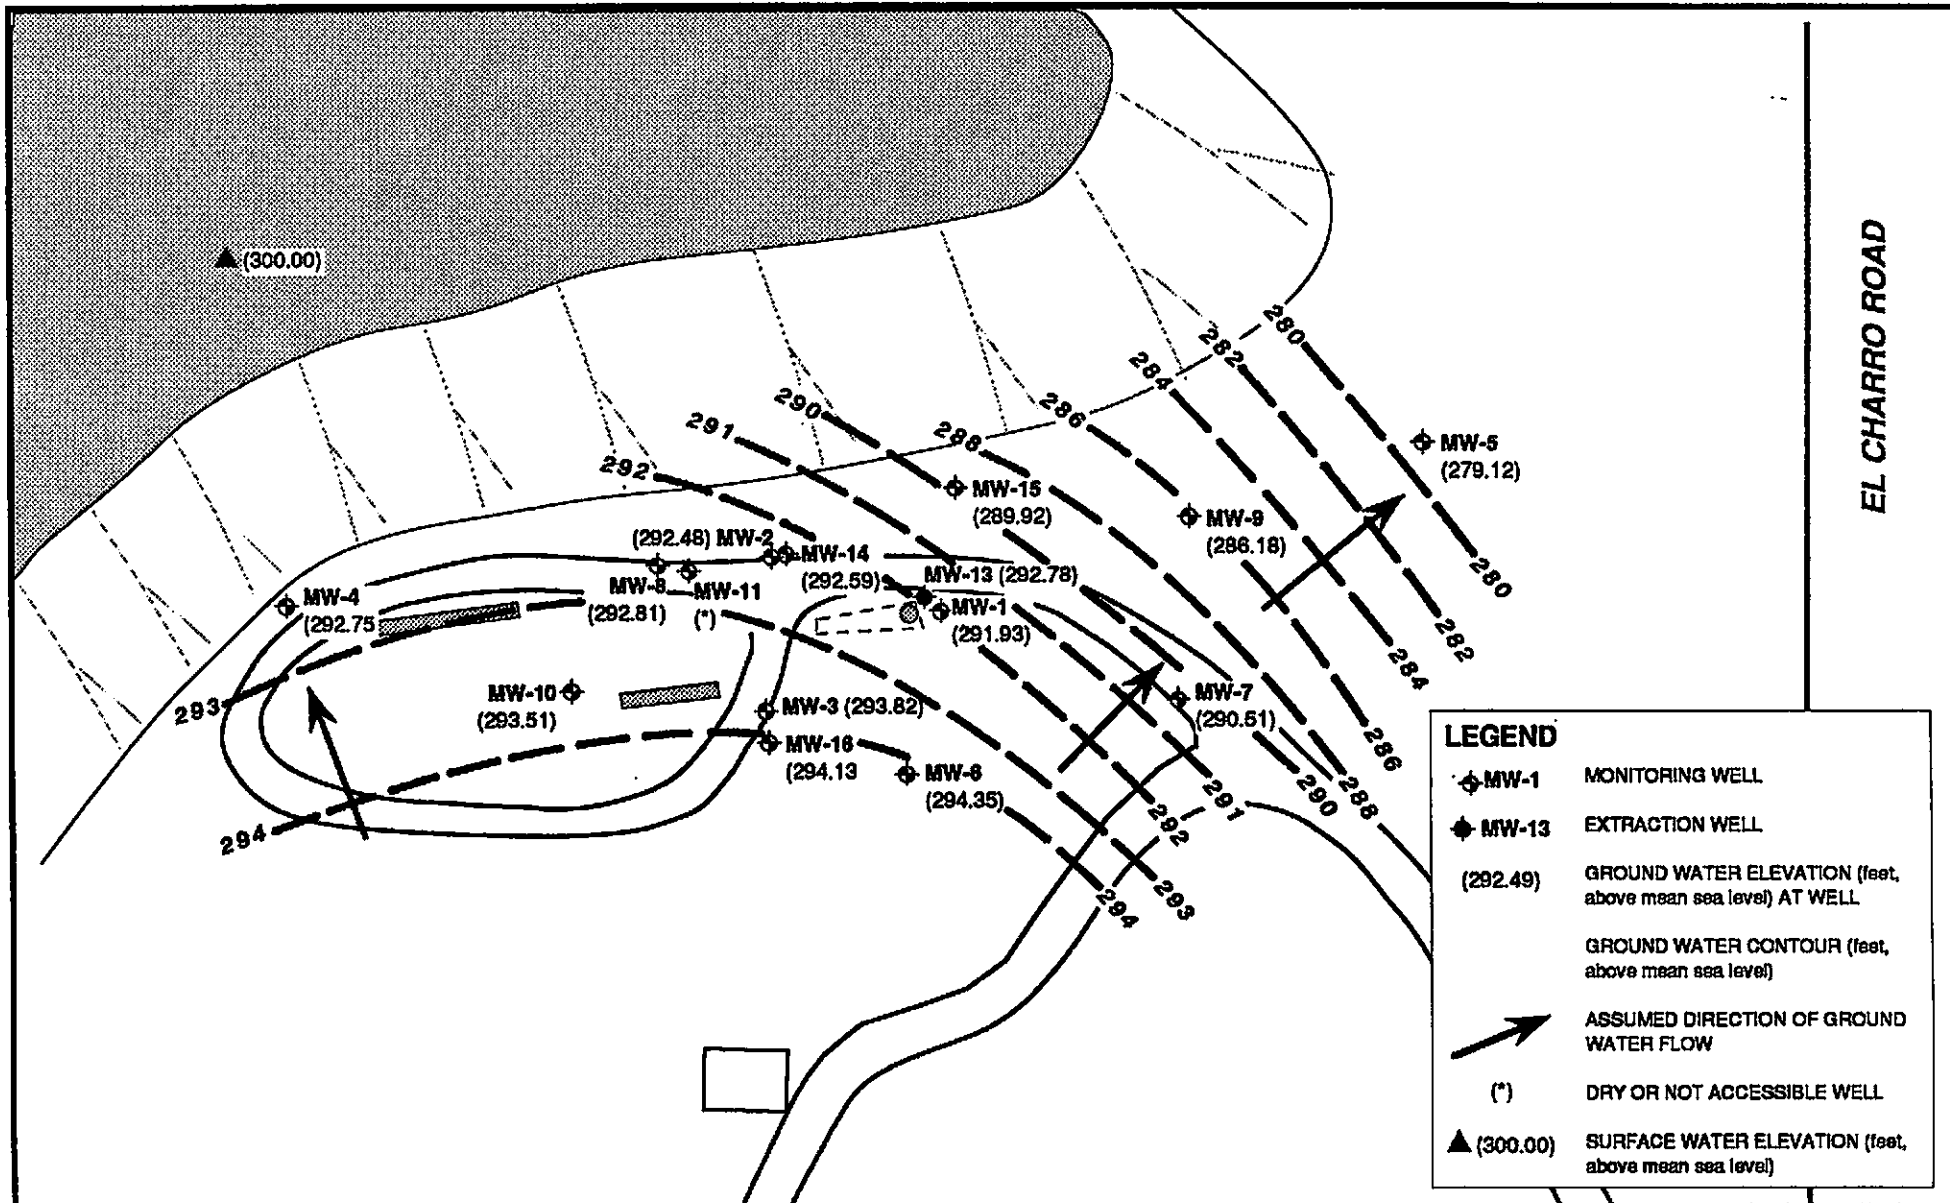 (300.00)
EL CHARRO ROAD
280
282
284
290
286
291
288
292
MW-5
(279.12)
MW-15
(289.92)
MW-9
(286.18)
(292.48) MW-2
MW-14
(292.59)
MW-13 (292.78)
MW-8
(292.81)
MW-11
(*)
MW-4
(292.75
MW-1
(291.93)
280
282
284
MW-10
(293.51)
MW-3 (293.82)
MW-7
(290.51)
293
MW-16
(294.13
MW-6
(294.35)
286
288
290
291
292
294
293
294
LEGEND
MW-1 MONITORING WELL
MW-13 EXTRACTION WELL
(292.49) GROUND WATER ELEVATION (feet,
above mean sea level) AT WELL
GROUND WATER CONTOUR (feet,
above mean sea level)
ASSUMED DIRECTION OF GROUND
WATER FLOW
(*) DRY OR NOT ACCESSIBLE WELL
(300.00) SURFACE WATER ELEVATION (feet,
above mean sea level)